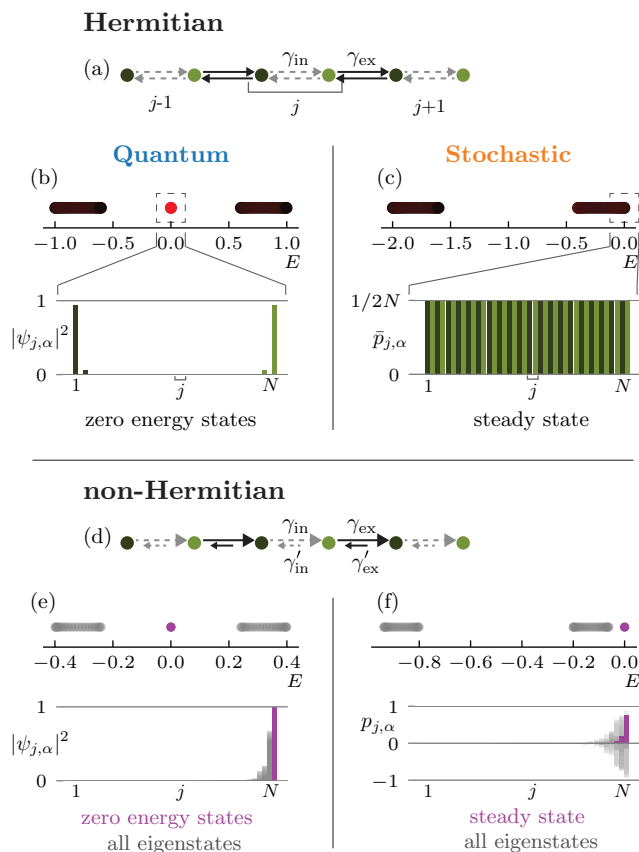 Hermitian
(a)
γin γex
j-1 j j+1
Quantum Stochastic
(b) (c)
−1.0 −0.5 0.0 0.5 1.0
E
−2.0 −1.5 −1.0 −0.5 0.0
E
1
|ψj,α|²
0
1 j N
zero energy states
1/2N
p̄j,α
0
1 j N
steady state
non-Hermitian
(d)
γin γex
γ′in γ′ex
(e) (f)
−0.4 −0.2 0.0 0.2 0.4
E
−0.8 −0.6 −0.4 −0.2 0.0
E
1
|ψj,α|²
0
1 j N
zero energy states
all eigenstates
1
pj,α
0
−1
1 j N
steady state
all eigenstates